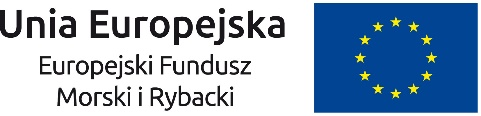 Unia Europejska
Europejski Fundusz
Morski i Rybacki